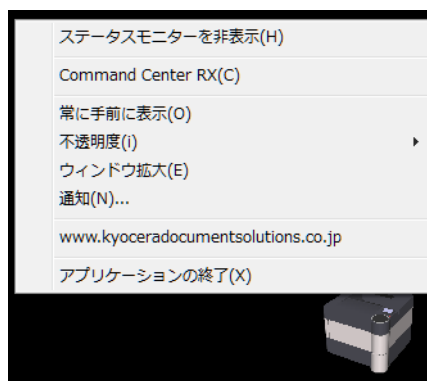 ステータスモニターを非表示(H)
Command Center RX(C)
常に手前に表示(O)
不透明度(i)
ウィンドウ拡大(E)
通知(N)...
www.kyoceradocumentsolutions.co.jp
アプリケーションの終了(X)